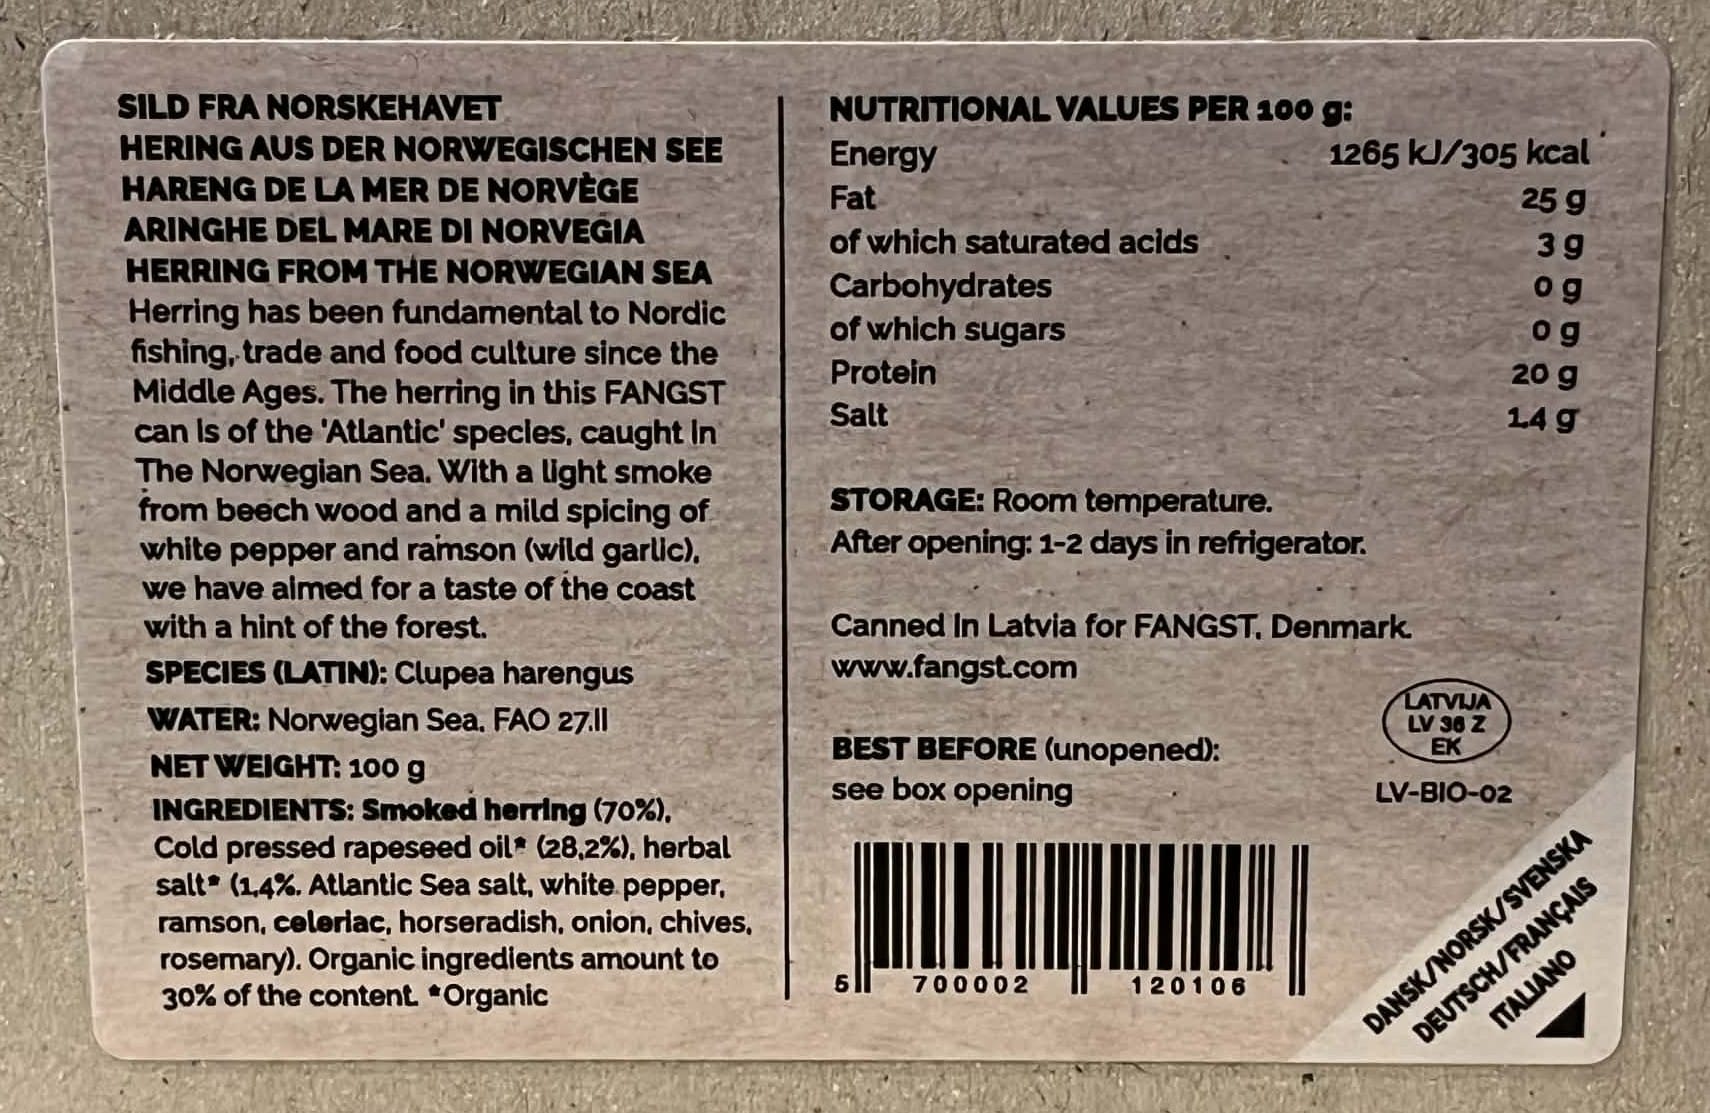 SILD FRA NORSKEHAVET
HERING AUS DER NORWEGISCHEN SEE
HARENG DE LA MER DE NORVÈGE
ARINGHE DEL MARE DI NORVEGIA
HERRING FROM THE NORWEGIAN SEA
Herring has been fundamental to Nordic
fishing, trade and food culture since the
Middle Ages. The herring in this FANGST
can is of the 'Atlantic' species, caught in
The Norwegian Sea. With a light smoke
from beech wood and a mild spicing of
white pepper and ramson (wild garlic),
we have aimed for a taste of the coast
with a hint of the forest.
SPECIES (LATIN): Clupea harengus
WATER: Norwegian Sea, FAO 27.II
NET WEIGHT: 100 g
INGREDIENTS: Smoked herring (70%),
Cold pressed rapeseed oil* (28,2%), herbal
salt* (1,4%. Atlantic Sea salt, white pepper,
ramson, celeriac, horseradish, onion, chives,
rosemary). Organic ingredients amount to
30% of the content. *Organic
NUTRITIONAL VALUES PER 100 g:
Energy 1265 kJ/305 kcal
Fat 25 g
of which saturated acids 3 g
Carbohydrates 0 g
of which sugars 0 g
Protein 20 g
Salt 1.4 g
STORAGE: Room temperature.
After opening: 1-2 days in refrigerator.
Canned in Latvia for FANGST, Denmark.
www.fangst.com
BEST BEFORE (unopened):
see box opening
LATVIJA
LV 36 Z
EK
LV-BIO-02
5 700002 120106
DANSK/NORSK/SVENSKA
DEUTSCH/FRANÇAIS
ITALIANO